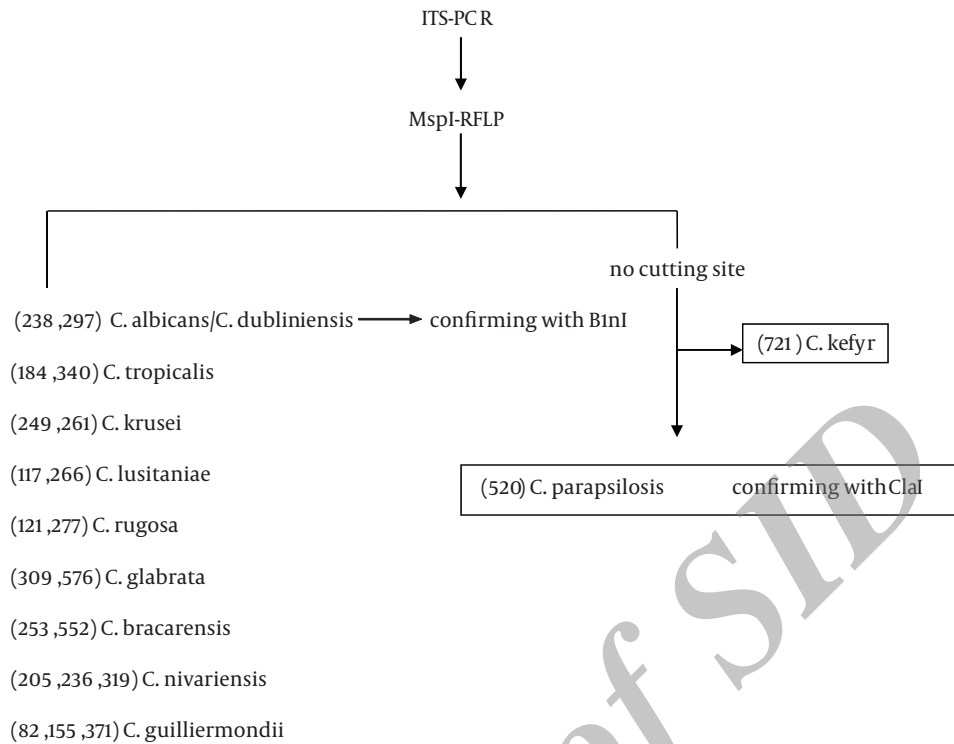 ITS-PCR
MspI-RFLP
no cutting site
(238 ,297) C. albicans/C. dubliniensis confirming with B1nI
(721 ) C. kefyr
(184 ,340) C. tropicalis
(249 ,261) C. krusei
(117 ,266) C. lusitaniae
(520) C. parapsilosis confirming with ClaI
(121 ,277) C. rugosa
(309 ,576) C. glabrata
(253 ,552) C. bracarensis
(205 ,236 ,319) C. nivariensis
(82 ,155 ,371) C. guilliermondii
of SID